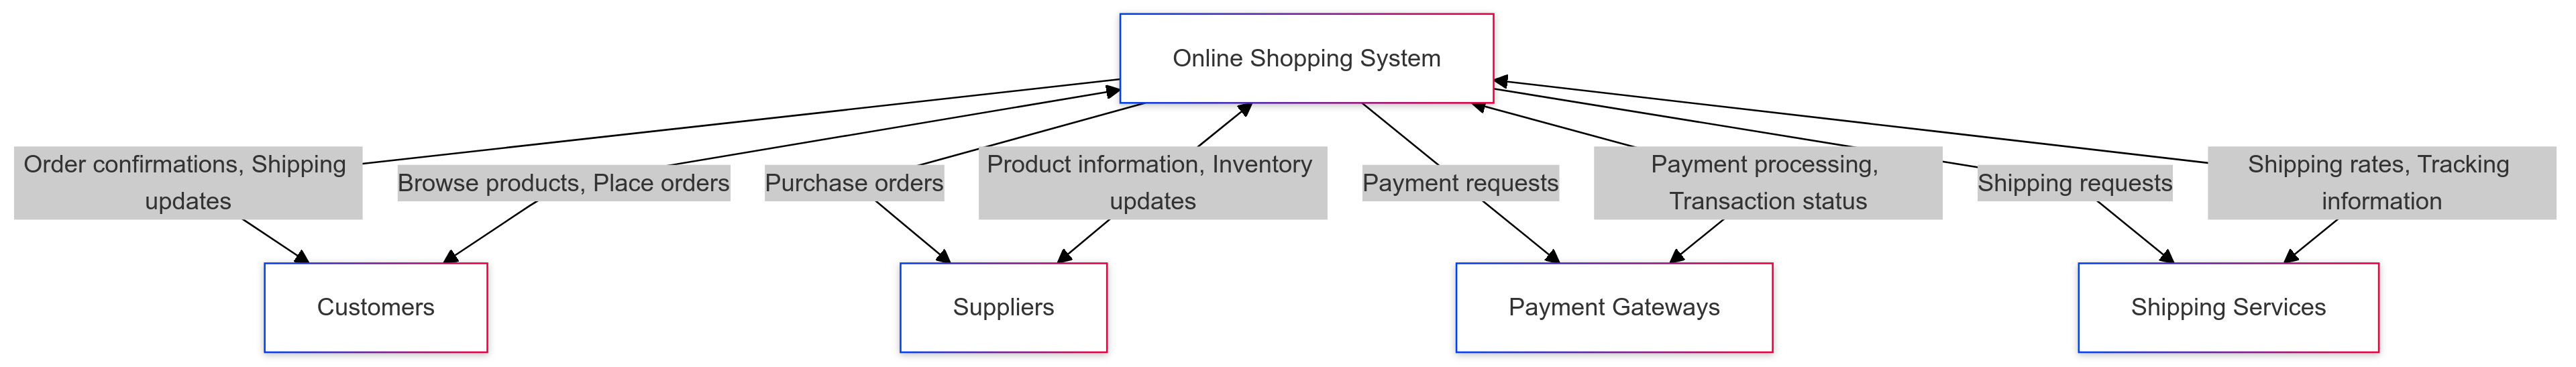 Online Shopping System
Order confirmations, Shipping
updates
Browse products, Place orders
Purchase orders
Product information, Inventory
updates
Payment requests
Payment processing,
Transaction status
Shipping requests
Shipping rates, Tracking
information
Customers
Suppliers
Payment Gateways
Shipping Services